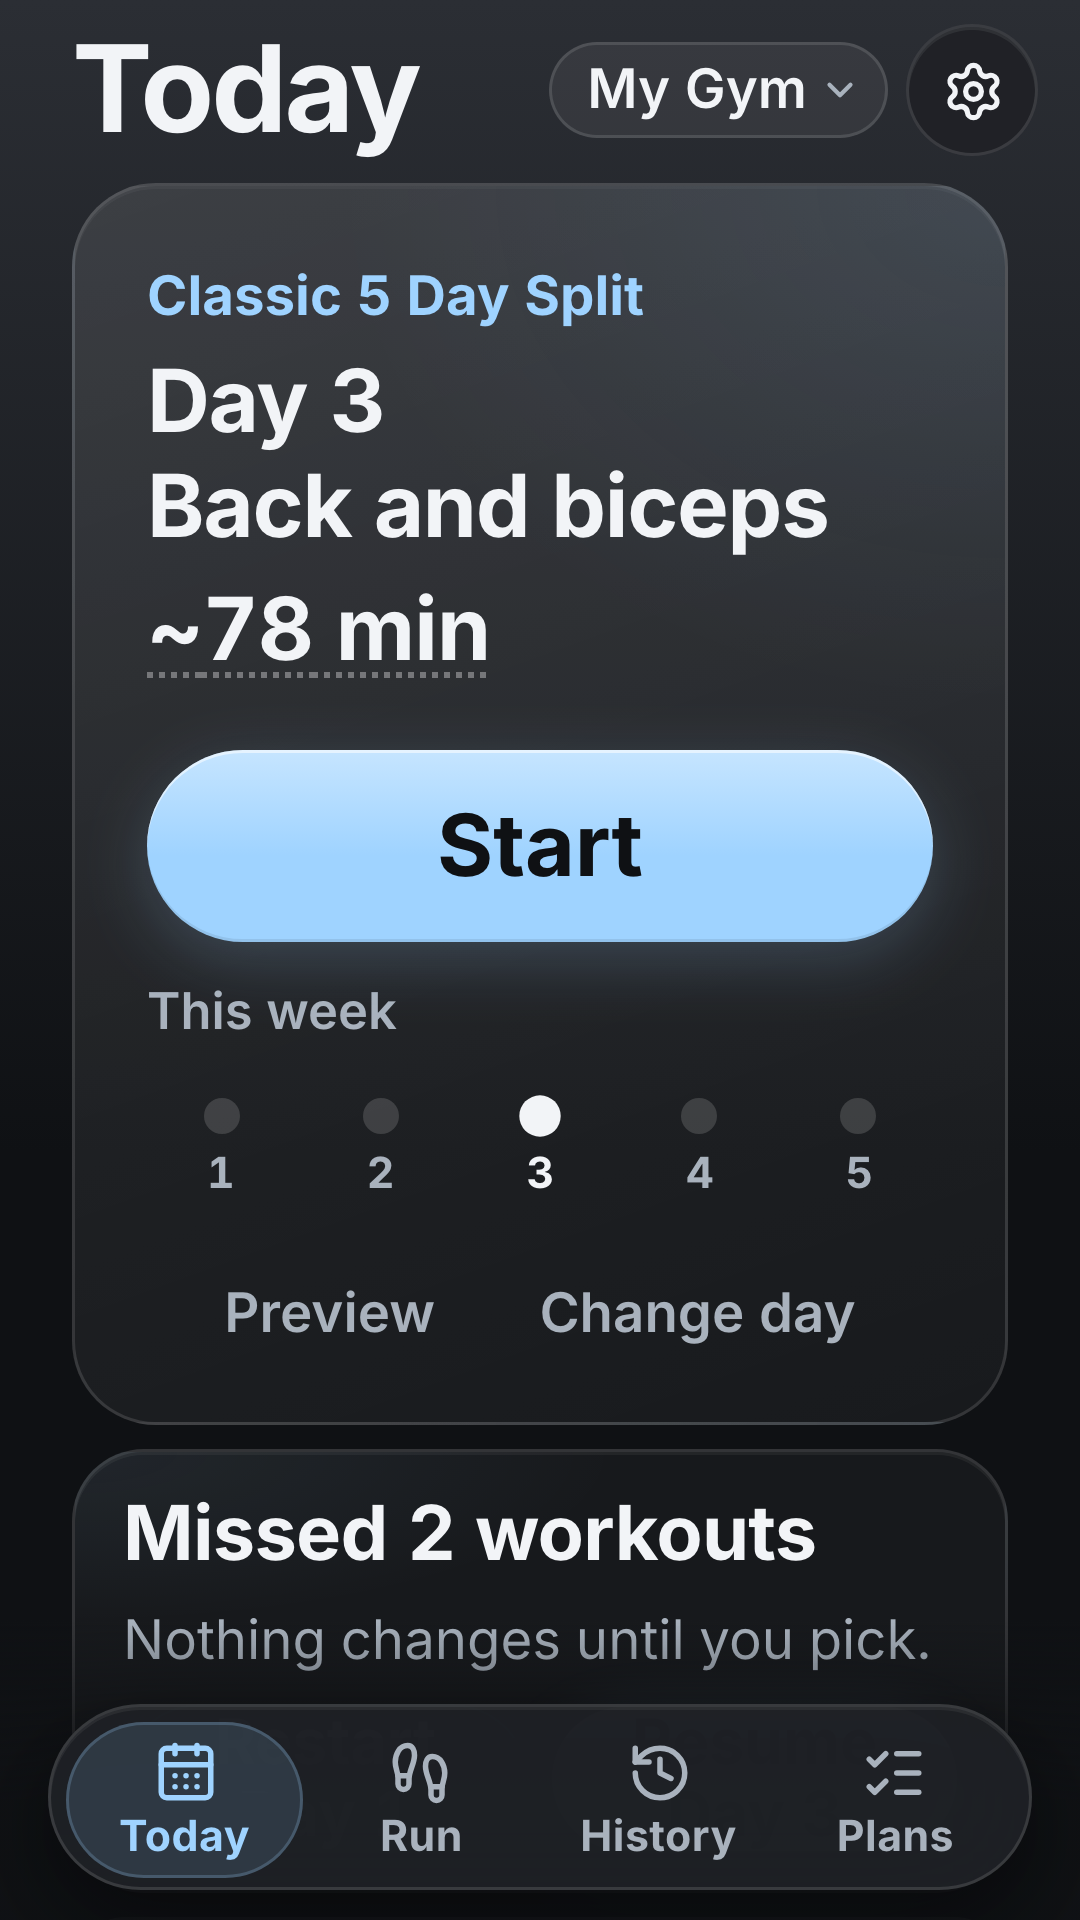 Today
My Gym
Classic 5 Day Split
Day 3
Back and biceps
~78 min
Start
This week
1 2 3 4 5
Preview Change day
Missed 2 workouts
Nothing changes until you pick.
Today Run History Plans